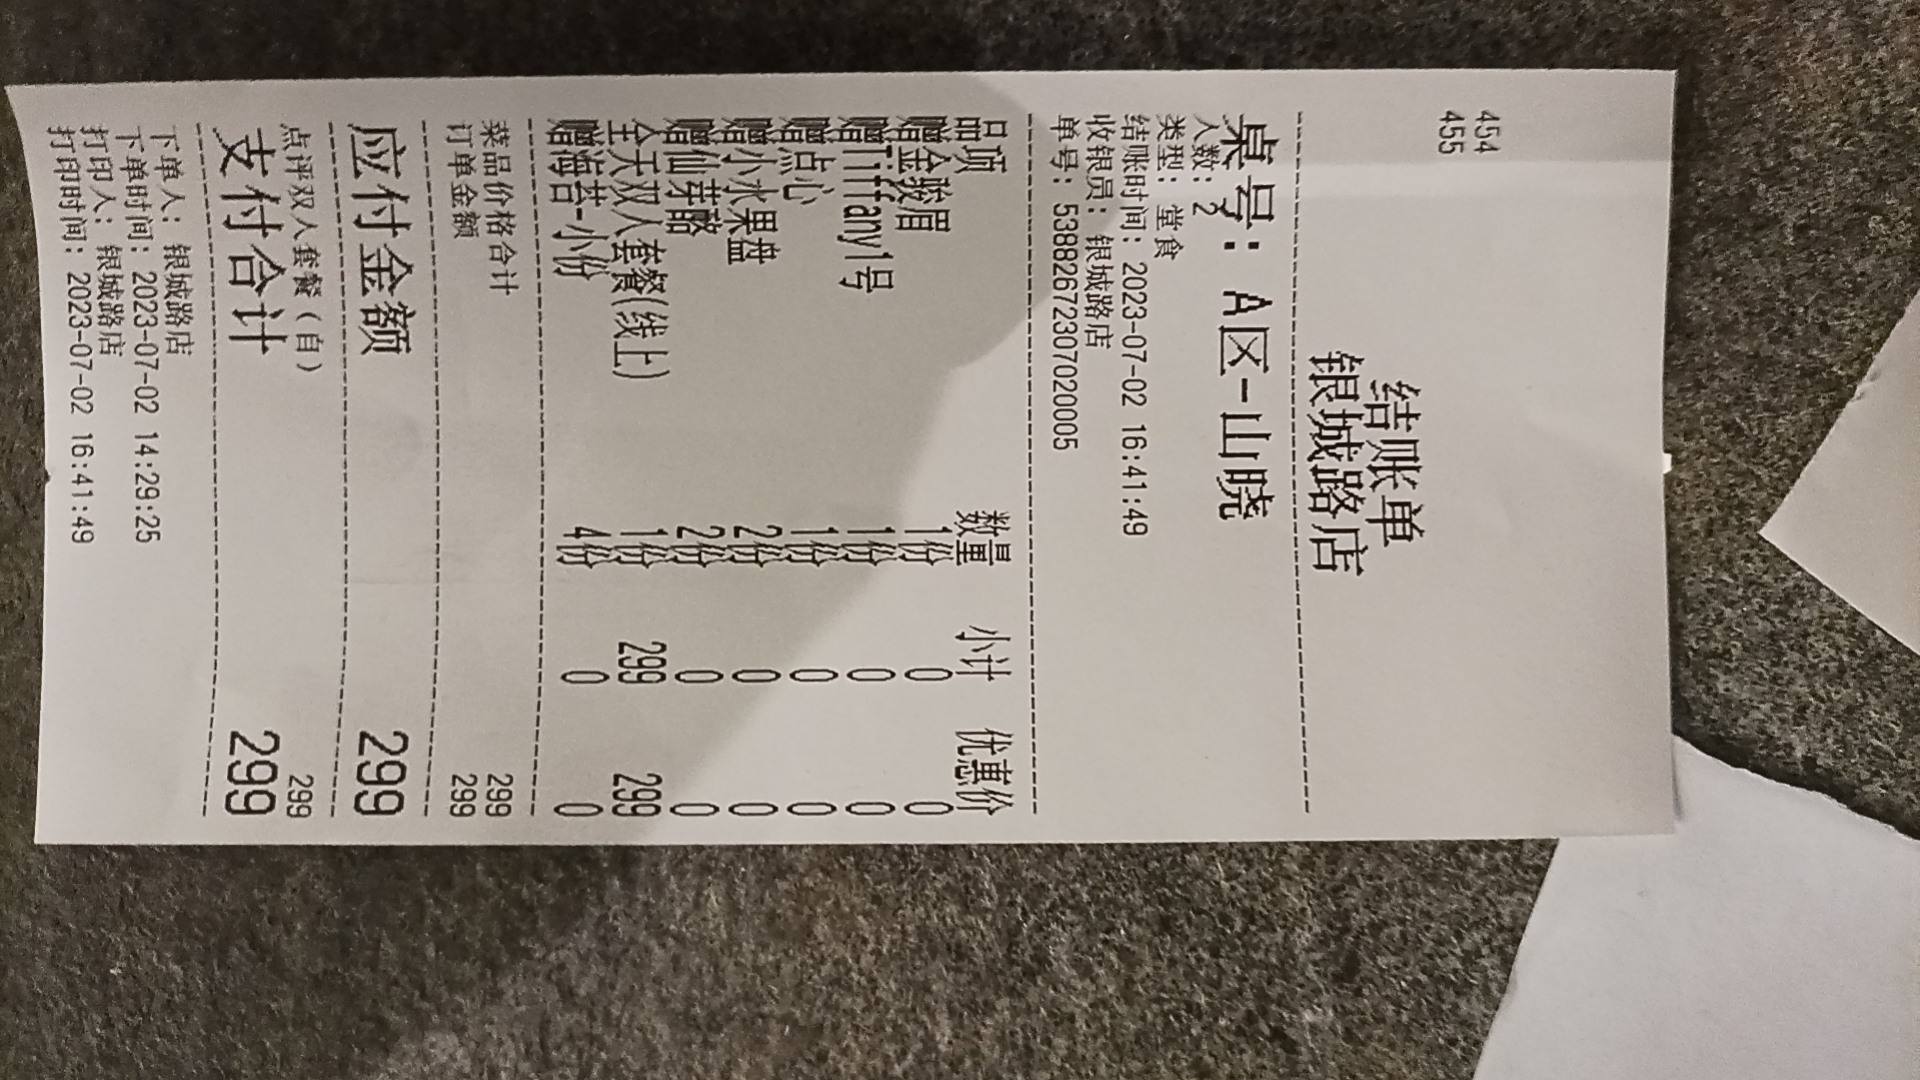 454
455
结账单
银城路店
桌号: A区-山晓
人数: 2
类型: 堂食
结账时间: 2023-07-02 16:41:49
收银员: 银城路店
单号: 53882672307020005
品项 数量 小计 优惠价
赠金骏眉 1份 0 0
赠Tiffany1号 1份 0 0
赠点心 1份 0 0
赠小水果盘 2份 0 0
赠仙芽酪 2份 0 0
全天双人套餐(线上) 1份 299 299
赠海苔-小份 4份 0 0
菜品价格合计 299
订单金额 299
应付金额 299
点评双人套餐(自) 299
支付合计 299
下单人: 银城路店
下单时间: 2023-07-02 14:29:25
打印人: 银城路店
打印时间: 2023-07-02 16:41:49